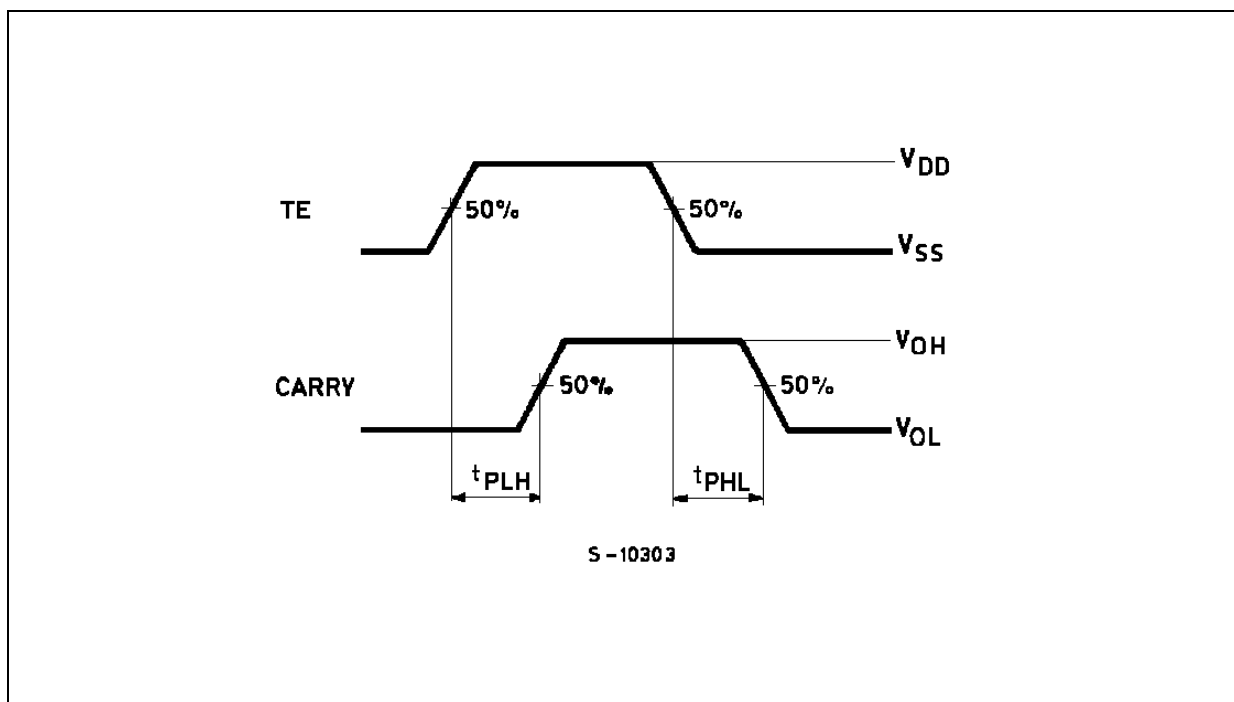 V_DD
TE 50% 50%
V_SS
V_OH
CARRY 50% 50%
V_OL
t_PLH t_PHL
S-10303